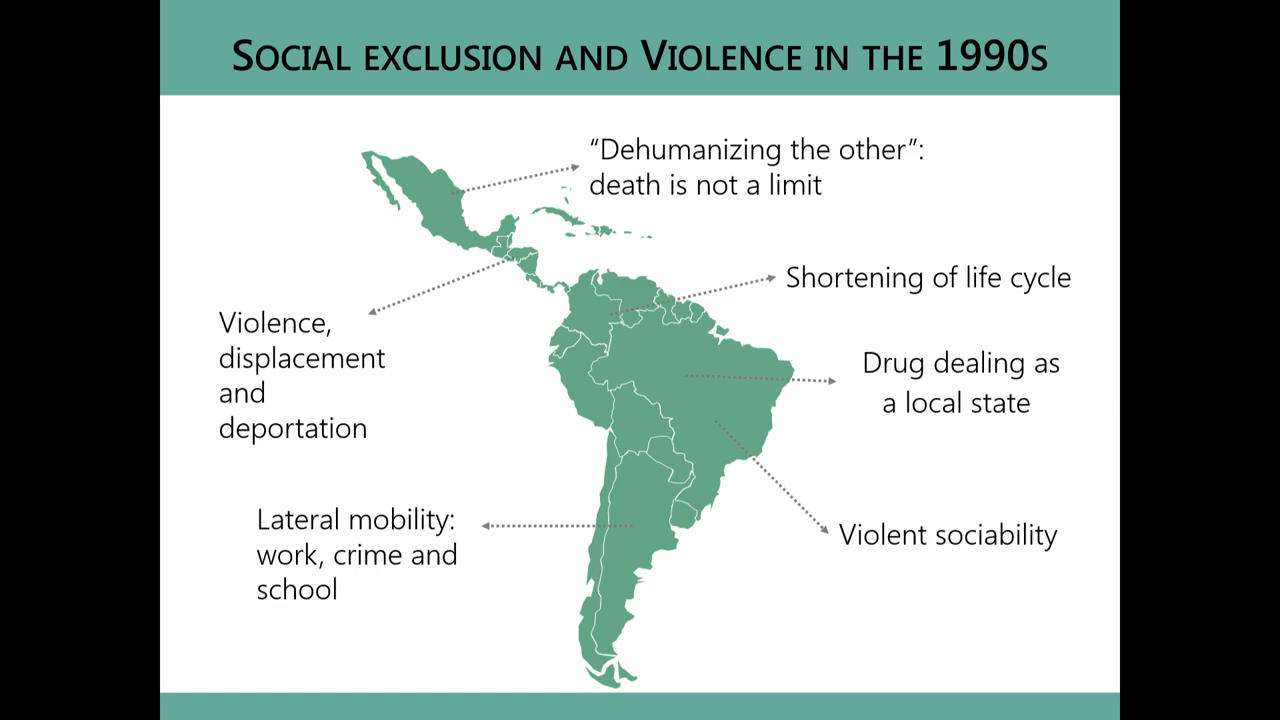 SOCIAL EXCLUSION AND VIOLENCE IN THE 1990S
“Dehumanizing the other”:
death is not a limit
Shortening of life cycle
Violence,
displacement
and
deportation
Drug dealing as
a local state
Lateral mobility:
work, crime and
school
Violent sociability